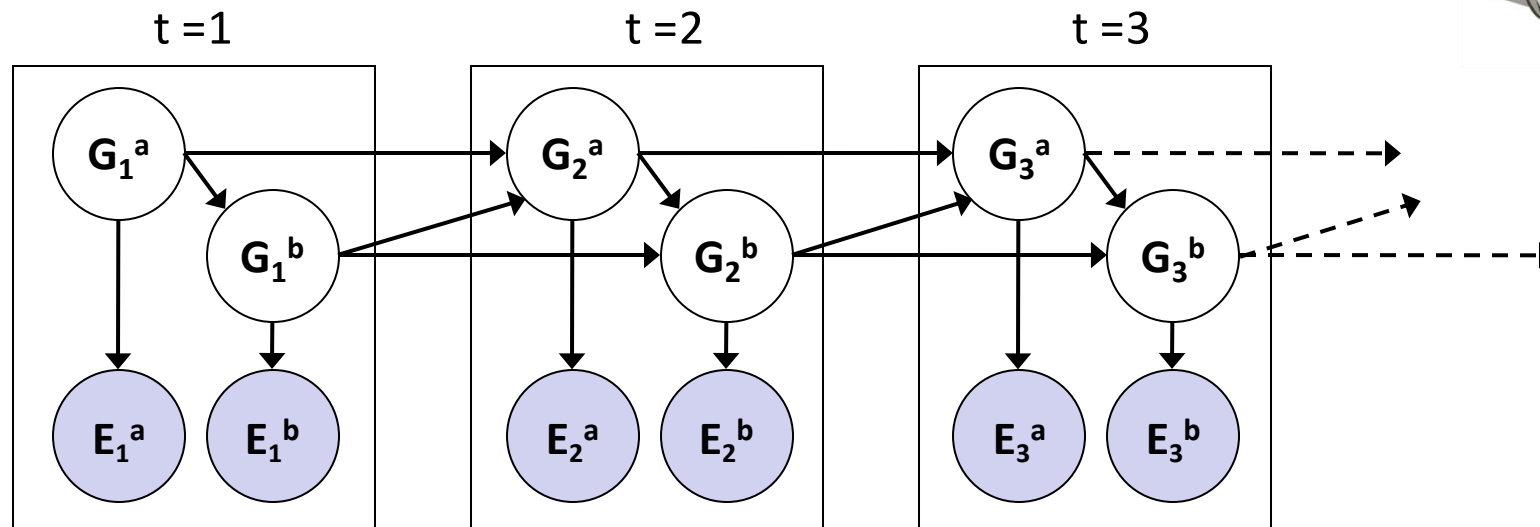 t =1 t =2 t =3
G₁ᵃ G₂ᵃ G₃ᵃ
G₁ᵇ G₂ᵇ G₃ᵇ
E₁ᵃ E₁ᵇ E₂ᵃ E₂ᵇ E₃ᵃ E₃ᵇ